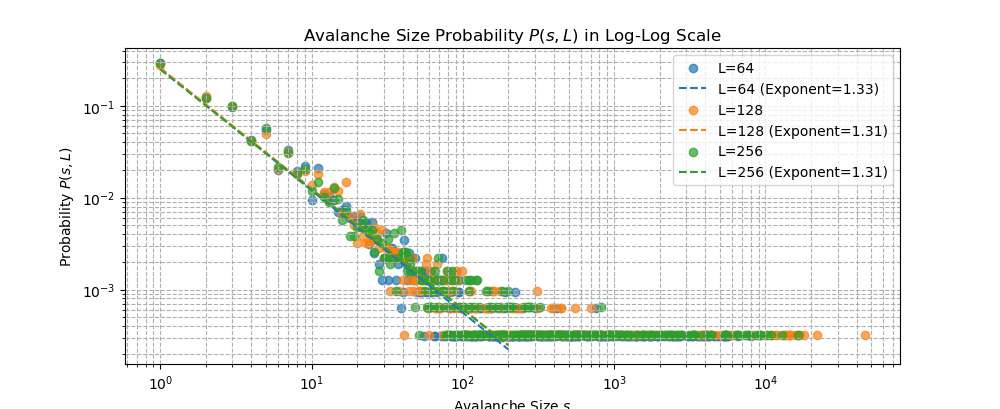 Avalanche Size Probability P(s, L) in Log-Log Scale
Probability P(s, L)
10⁻¹
10⁻²
10⁻³
L=64
L=64 (Exponent=1.33)
L=128
L=128 (Exponent=1.31)
L=256
L=256 (Exponent=1.31)
10⁰ 10¹ 10² 10³ 10⁴
Avalanche Size s